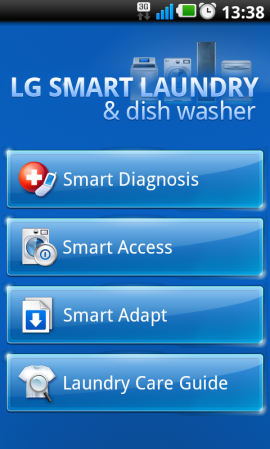 3G
13:38
LG SMART LAUNDRY
& dish washer
Smart Diagnosis
Smart Access
Smart Adapt
Laundry Care Guide